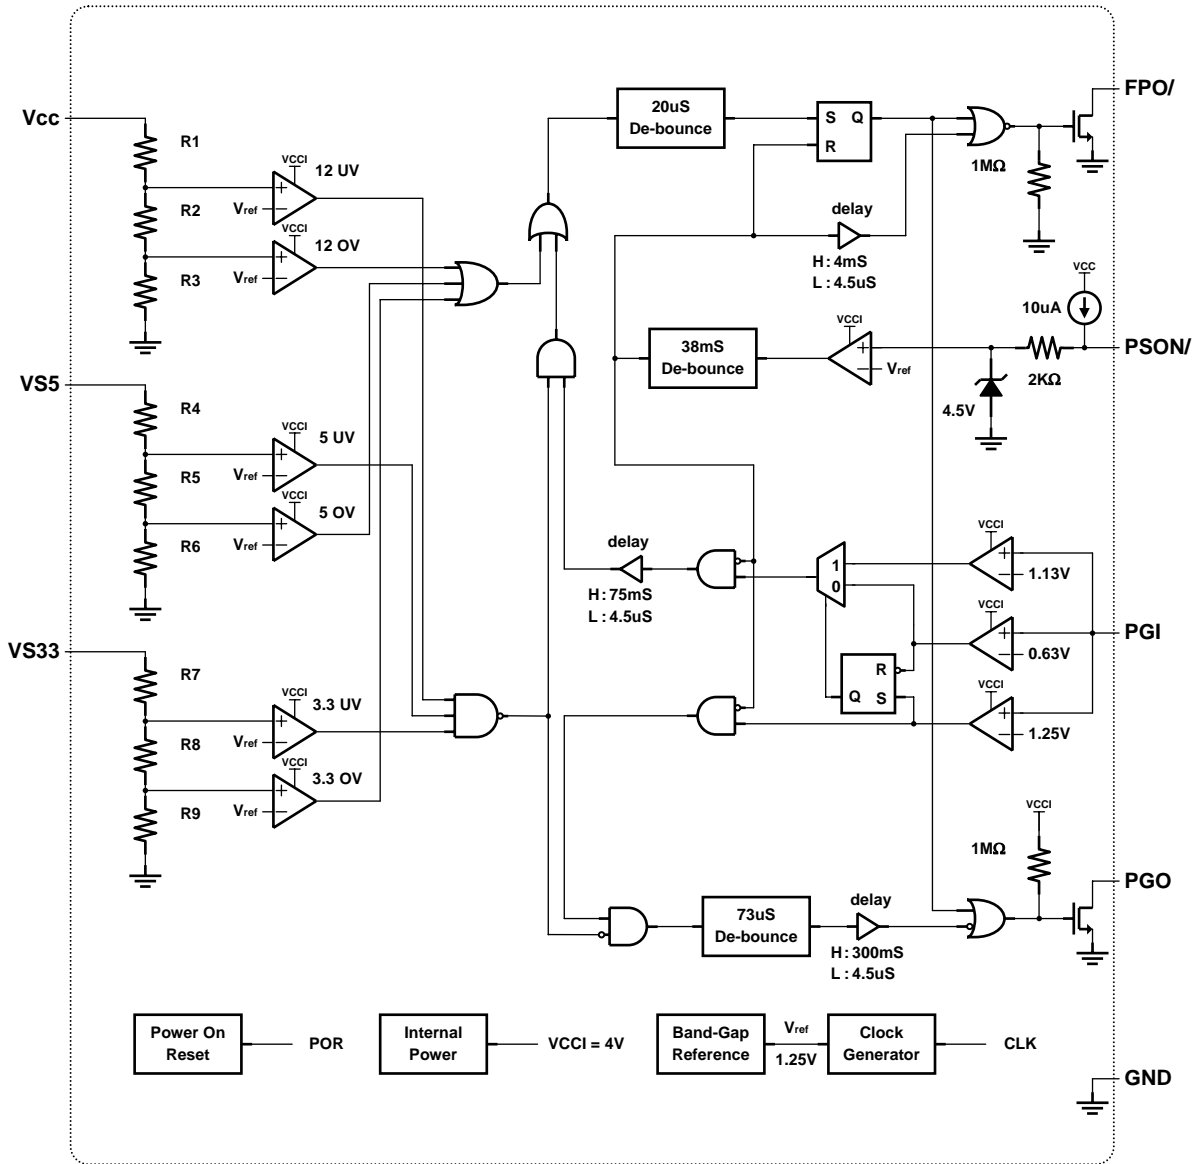 FPO/
20uS
De-bounce
S Q
R
Vcc
R1
VCCI
12 UV
1MΩ
R2
Vref
delay
VCCI
12 OV
H : 4mS
L : 4.5uS
R3
Vref
VCC
10uA
VCCI
38mS
De-bounce
Vref
PSON/
2KΩ
4.5V
VS5
R4
VCCI
5 UV
R5
Vref
VCCI
5 OV
R6
Vref
delay
H : 75mS
L : 4.5uS
1
0
VCCI
1.13V
VCCI
PGI
0.63V
VS33
R7
R
Q S
VCCI
VCCI
3.3 UV
1.25V
R8
Vref
VCCI
3.3 OV
R9
Vref
VCCI
1MΩ
PGO
73uS
De-bounce
delay
H : 300mS
L : 4.5uS
Power On
Reset
POR
Internal
Power
VCCI = 4V
Band-Gap
Reference
Vref
1.25V
Clock
Generator
CLK
GND